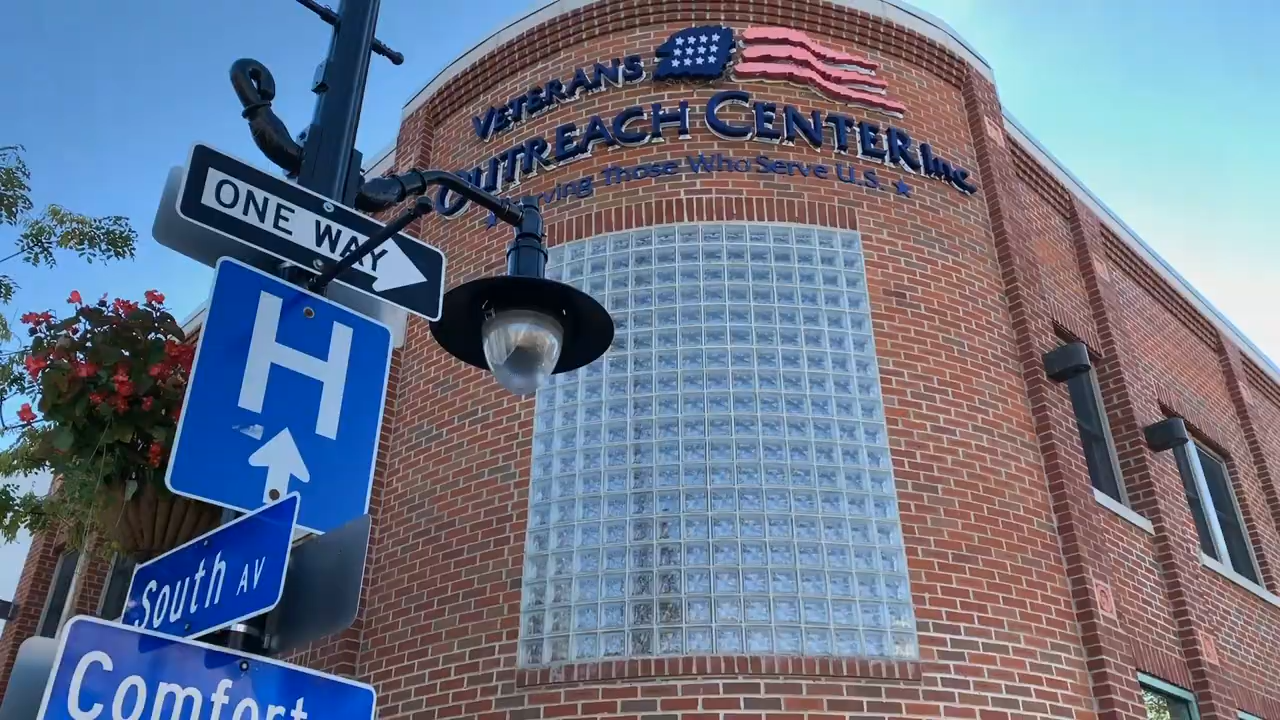 VETERANS
OUTREACH CENTER Inc
Serving Those Who Serve U.S.
ONE WAY
H
South AV
Comfort